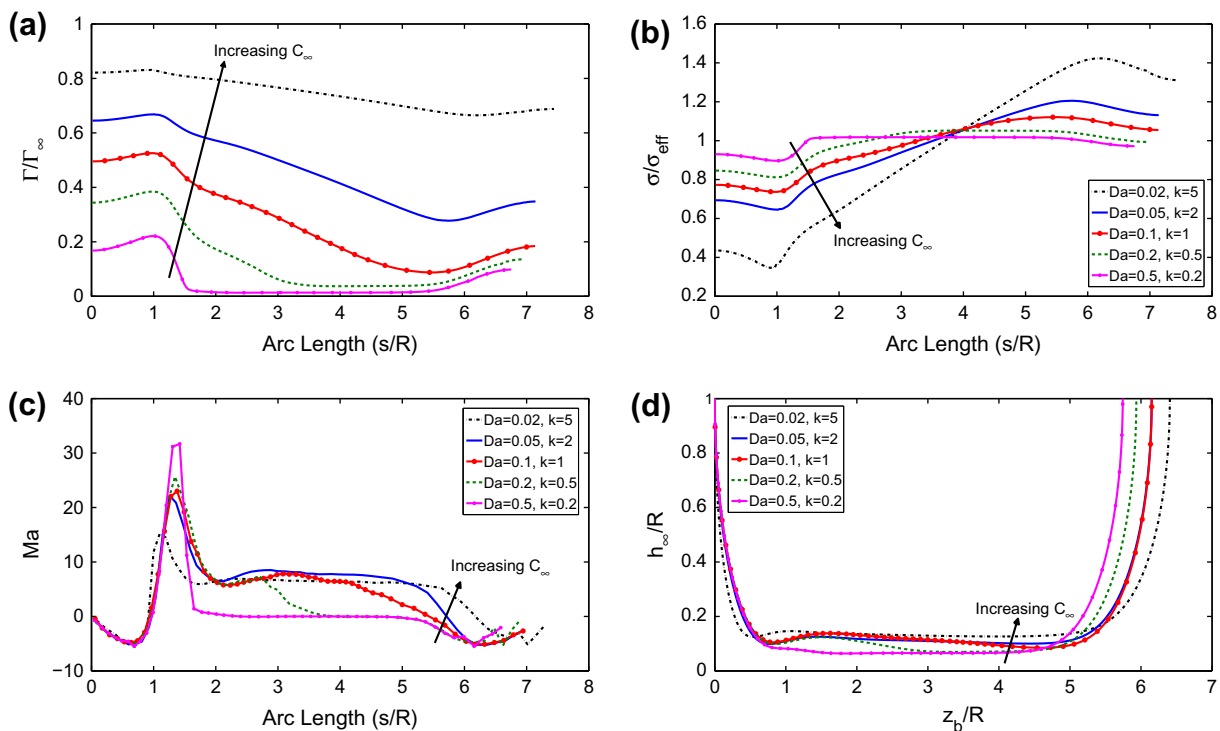 (a)
1
0.8
0.6
0.4
0.2
0
Γ/Γ∞
Increasing C∞
0 1 2 3 4 5 6 7 8
Arc Length (s/R)
(b)
1.6
1.4
1.2
1.0
0.8
0.6
0.4
0.2
σ/σeff
Increasing C∞
Da=0.02, k=5
Da=0.05, k=2
Da=0.1, k=1
Da=0.2, k=0.5
Da=0.5, k=0.2
0 1 2 3 4 5 6 7 8
Arc Length (s/R)
(c)
40
30
20
10
0
−10
Ma
Da=0.02, k=5
Da=0.05, k=2
Da=0.1, k=1
Da=0.2, k=0.5
Da=0.5, k=0.2
Increasing C∞
0 1 2 3 4 5 6 7 8
Arc Length (s/R)
(d)
1
0.8
0.6
0.4
0.2
0
h∞/R
Da=0.02, k=5
Da=0.05, k=2
Da=0.1, k=1
Da=0.2, k=0.5
Da=0.5, k=0.2
Increasing C∞
0 1 2 3 4 5 6 7
zb/R